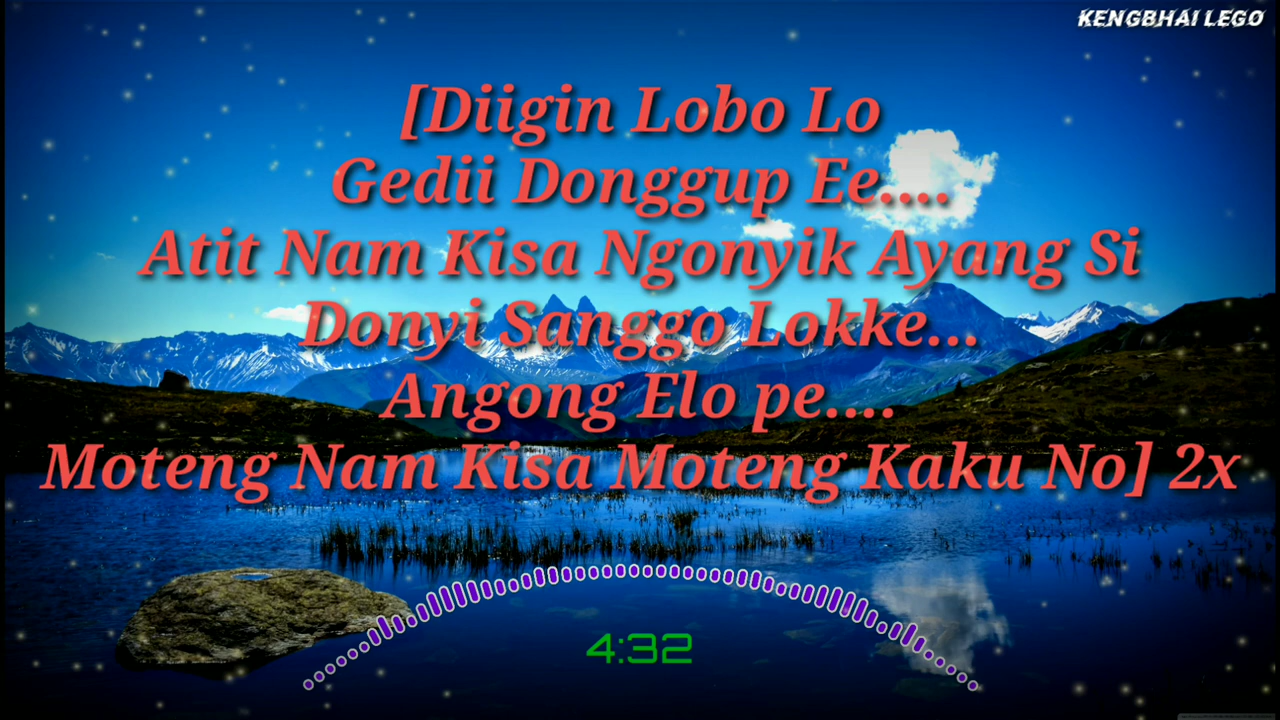 KENGBHAI LEGO
[Diigin Lobo Lo
Gedii Donggup Ee....
Atit Nam Kisa Ngonyik Ayang Si
Donyi Sanggo Lokke...
Angong Elo pe....
Moteng Nam Kisa Moteng Kaku No] 2x
4:32